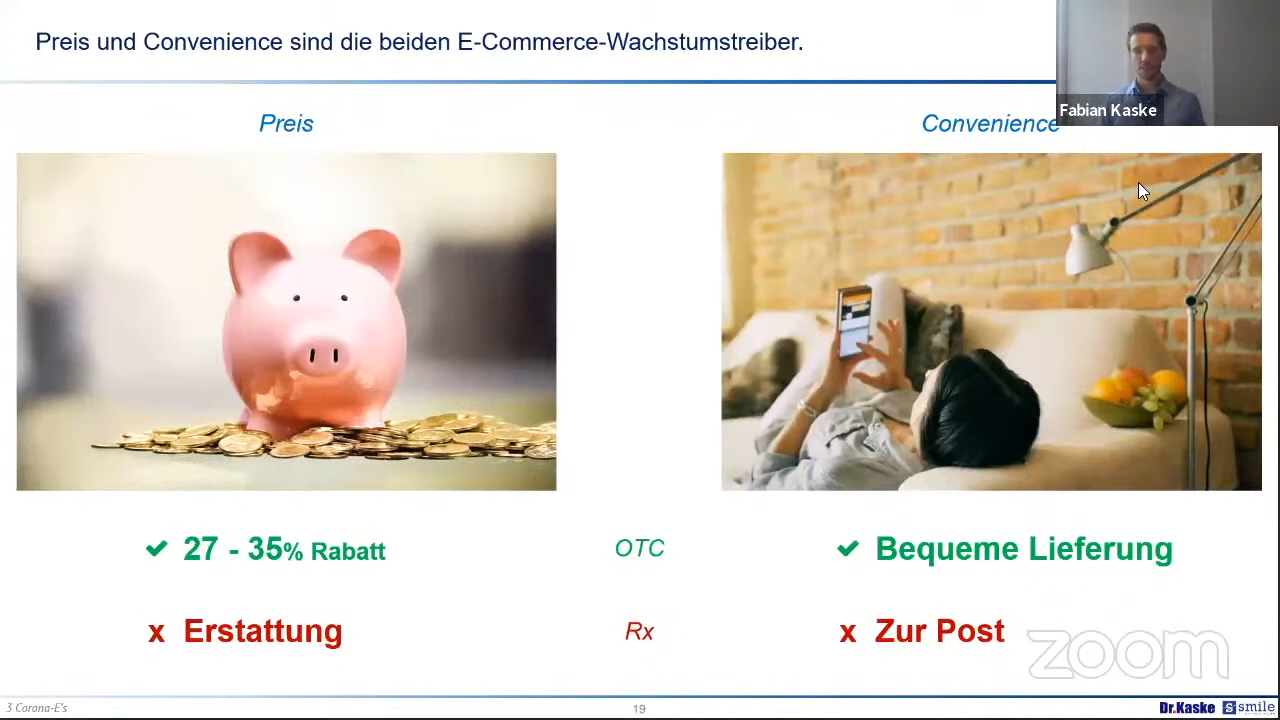 Preis und Convenience sind die beiden E-Commerce-Wachstumstreiber.
Fabian Kaske
Preis
Convenience
✔ 27 - 35% Rabatt
OTC
✔ Bequeme Lieferung
x Erstattung
Rx
x Zur Post
zoom
3 Corona-E's
19
Dr.Kaske
smile